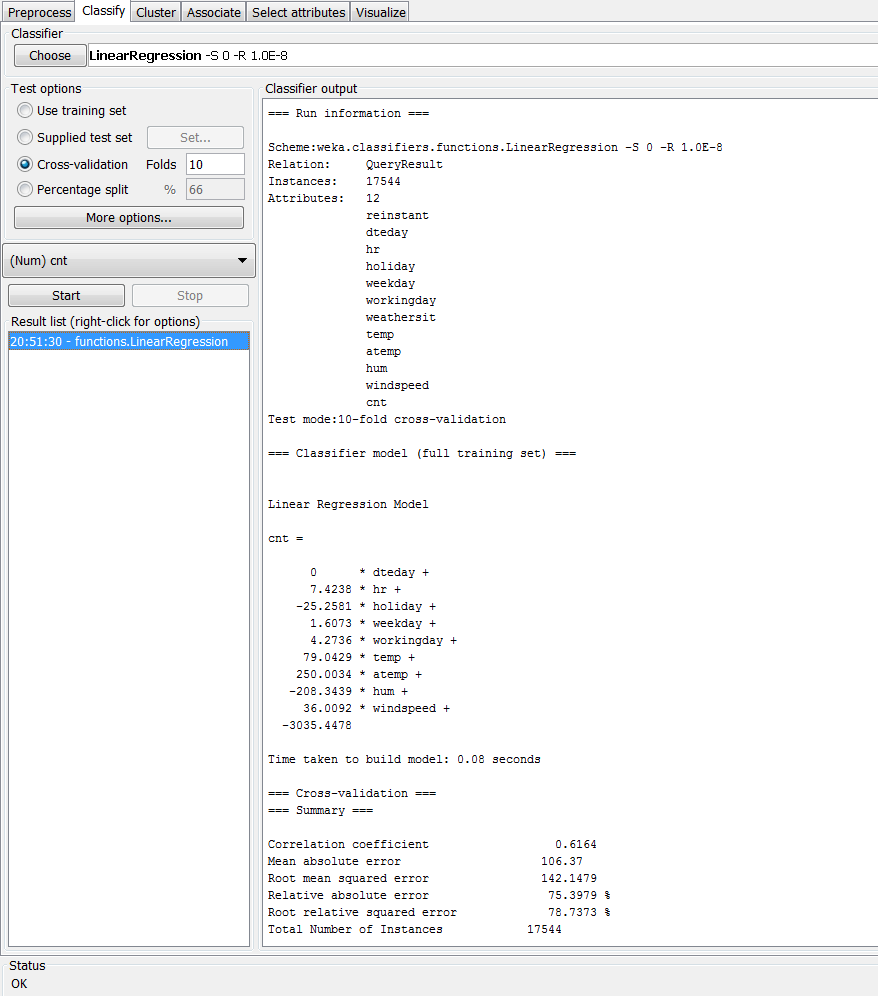 Preprocess Classify Cluster Associate Select attributes Visualize
Classifier
Choose LinearRegression -S 0 -R 1.0E-8
Test options
Use training set
Supplied test set Set...
Cross-validation Folds 10
Percentage split % 66
More options...
(Num) cnt
Start Stop
Result list (right-click for options)
20:51:30 - functions.LinearRegression
Classifier output
=== Run information ===
Scheme:weka.classifiers.functions.LinearRegression -S 0 -R 1.0E-8
Relation: QueryResult
Instances: 17544
Attributes: 12
reinstant
dteday
hr
holiday
weekday
workingday
weathersit
temp
atemp
hum
windspeed
cnt
Test mode:10-fold cross-validation
=== Classifier model (full training set) ===
Linear Regression Model
cnt =
0 * dteday +
7.4238 * hr +
-25.2581 * holiday +
1.6073 * weekday +
4.2736 * workingday +
79.0429 * temp +
250.0034 * atemp +
-208.3439 * hum +
36.0092 * windspeed +
-3035.4478
Time taken to build model: 0.08 seconds
=== Cross-validation ===
=== Summary ===
Correlation coefficient 0.6164
Mean absolute error 106.37
Root mean squared error 142.1479
Relative absolute error 75.3979 %
Root relative squared error 78.7373 %
Total Number of Instances 17544
Status
OK